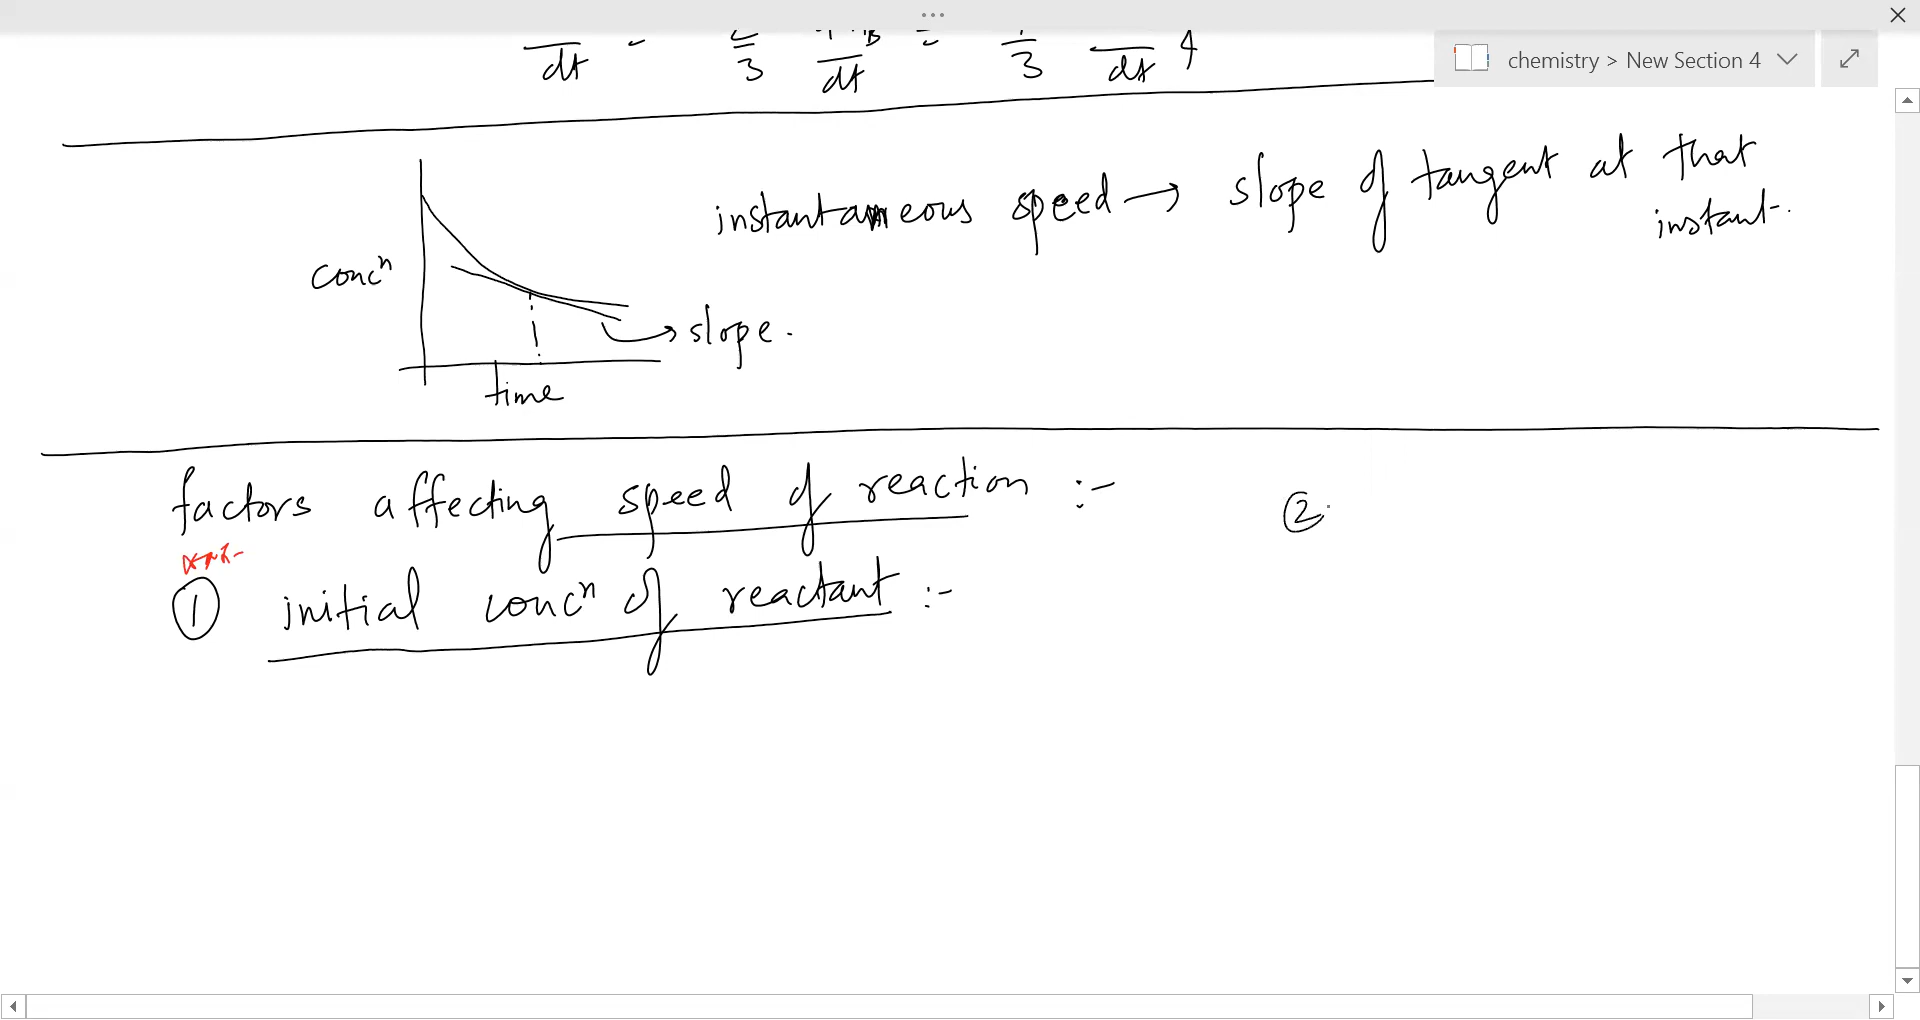 chemistry > New Section 4
dt 3 dt 3 dt
instantaneous speed → slope of tangent at that
instant.
concⁿ
slope.
time
factors affecting speed of reaction :-
②
① initial concⁿ of reactant :-